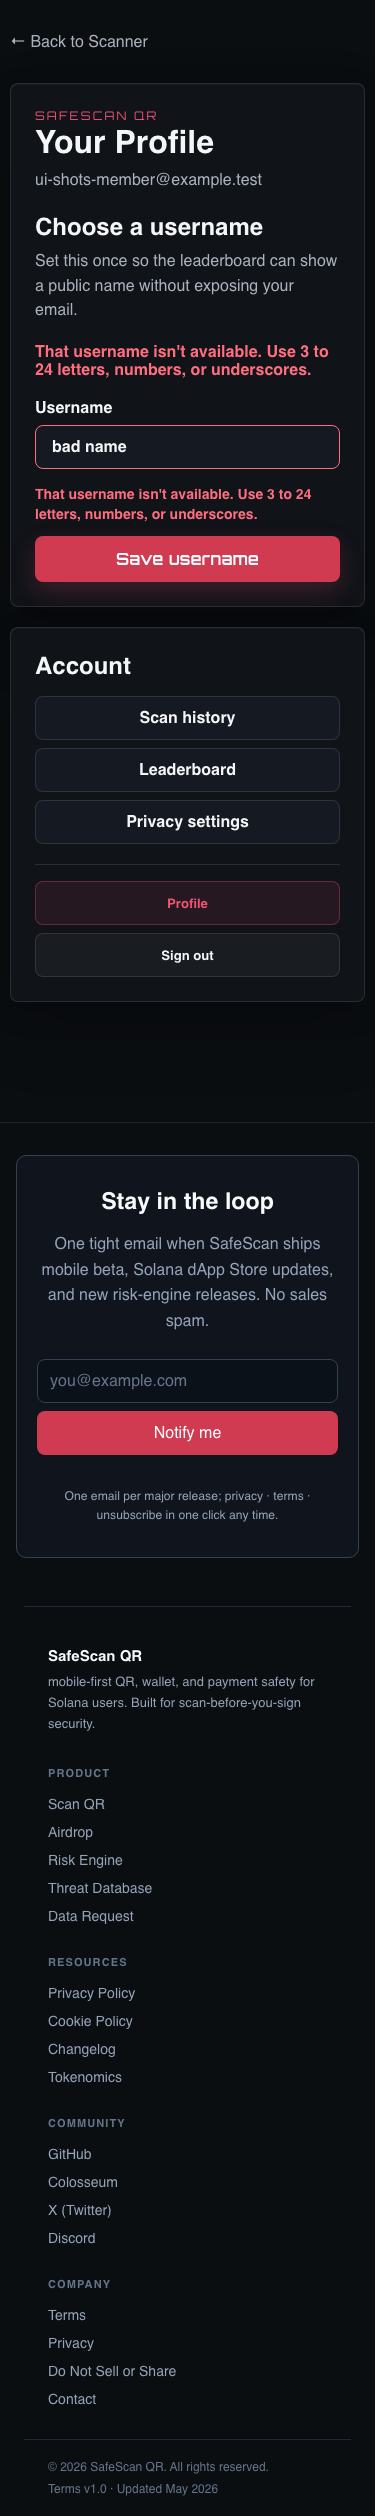 ← Back to Scanner
SAFESCAN QR
Your Profile
ui-shots-member@example.test
Choose a username
Set this once so the leaderboard can show
a public name without exposing your
email.
That username isn't available. Use 3 to
24 letters, numbers, or underscores.
Username
bad name
That username isn't available. Use 3 to 24
letters, numbers, or underscores.
Save username
Account
Scan history
Leaderboard
Privacy settings
Profile
Sign out
Stay in the loop
One tight email when SafeScan ships
mobile beta, Solana dApp Store updates,
and new risk-engine releases. No sales
spam.
you@example.com
Notify me
One email per major release; privacy · terms ·
unsubscribe in one click any time.
SafeScan QR
mobile-first QR, wallet, and payment safety for
Solana users. Built for scan-before-you-sign
security.
PRODUCT
Scan QR
Airdrop
Risk Engine
Threat Database
Data Request
RESOURCES
Privacy Policy
Cookie Policy
Changelog
Tokenomics
COMMUNITY
GitHub
Colosseum
X (Twitter)
Discord
COMPANY
Terms
Privacy
Do Not Sell or Share
Contact
© 2026 SafeScan QR. All rights reserved.
Terms v1.0 · Updated May 2026